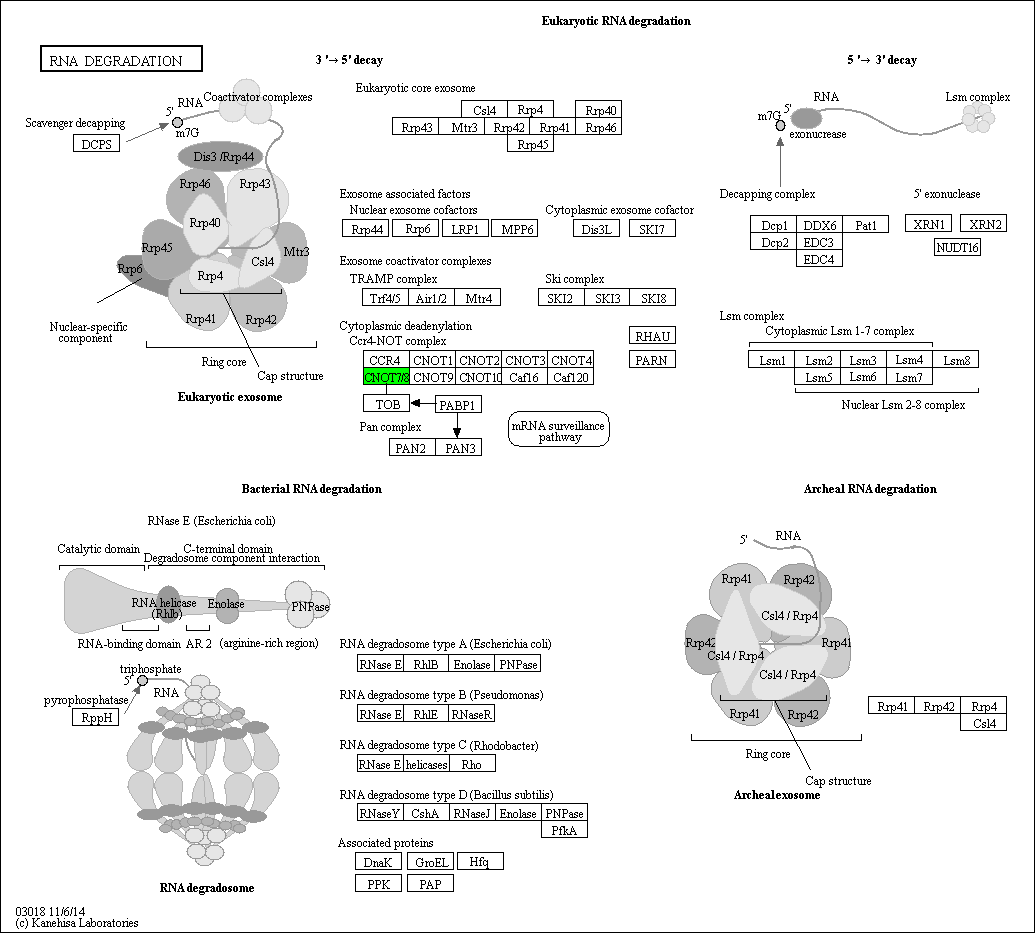 Eukaryotic RNA degradation
RNA DEGRADATION
3 '→ 5' decay
5 '→ 3' decay
RNA
Coactivator complexes
5'
m7G
Scavenger decapping
DCPS
Dis3 /Rrp44
Rrp46
Rrp43
Rrp40
Rrp45
Csl4
Mtr3
Rrp6
Rrp4
Rrp41
Rrp42
Nuclear-specific
component
Ring core
Cap structure
Eukaryotic exosome
Eukaryotic core exosome
Csl4 Rrp4 Rrp40
Rrp43 Mtr3 Rrp42 Rrp41 Rrp46
Rrp45
Exosome associated factors
Nuclear exosome cofactors
Rrp44 Rrp6 LRP1 MPP6
Cytoplasmic exosome cofactor
Dis3L SKI7
Exosome coactivator complexes
TRAMP complex
Trf4/5 Air1/2 Mtr4
Ski complex
SKI2 SKI3 SKI8
Cytoplasmic deadenylation
Ccr4-NOT complex
CCR4 CNOT1 CNOT2 CNOT3 CNOT4
CNOT7/8 CNOT9 CNOT10 Caf16 Caf120
RHAU
PARN
TOB
PABP1
Pan complex
PAN2 PAN3
mRNA surveillance
pathway
RNA
Lsm complex
5'
m7G
exonucrease
Decapping complex
5' exonuclease
Dcp1 DDX6 Pat1
Dcp2 EDC3
EDC4
XRN1 XRN2
NUDT16
Lsm complex
Cytoplasmic Lsm 1-7 complex
Lsm1 Lsm2 Lsm3 Lsm4 Lsm8
Lsm5 Lsm6 Lsm7
Nuclear Lsm 2-8 complex
Bacterial RNA degradation
RNase E (Escherichia coli)
Catalytic domain
C-terminal domain
Degradosome component interaction
RNA helicase
(Rhlb)
Enolase
PNPase
RNA-binding domain
AR 2
(arginine-rich region)
triphosphate
5'
RNA
pyrophosphatase
RppH
RNA degradosome
RNA degradosome type A (Escherichia coli)
RNase E RhlB Enolase PNPase
RNA degradosome type B (Pseudomonas)
RNase E RhlE RNaseR
RNA degradosome type C (Rhodobacter)
RNase E helicases Rho
RNA degradosome type D (Bacillus subtilis)
RNaseY CshA RNaseJ Enolase PNPase
PfkA
Associated proteins
DnaK GroEL Hfq
PPK PAP
Archeal RNA degradation
5'
RNA
Rrp41
Rrp42
Csl4 / Rrp4
Rrp42
Rrp41
Csl4 / Rrp4
Csl4 / Rrp4
Rrp41
Rrp42
Ring core
Cap structure
Archeal exosome
Rrp41 Rrp42 Rrp4
Csl4
03018 11/6/14
(c) Kanehisa Laboratories